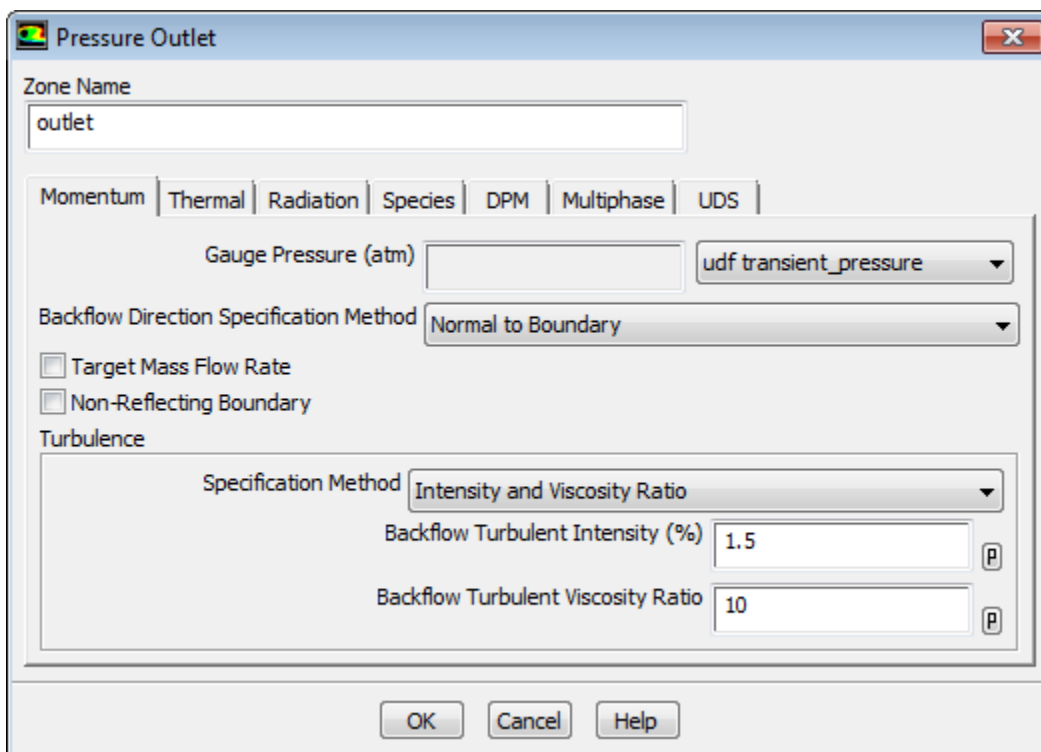 Pressure Outlet
Zone Name
outlet
Momentum Thermal Radiation Species DPM Multiphase UDS
Gauge Pressure (atm) udf transient_pressure
Backflow Direction Specification Method Normal to Boundary
Target Mass Flow Rate
Non-Reflecting Boundary
Turbulence
Specification Method Intensity and Viscosity Ratio
Backflow Turbulent Intensity (%) 1.5 P
Backflow Turbulent Viscosity Ratio 10 P
OK Cancel Help